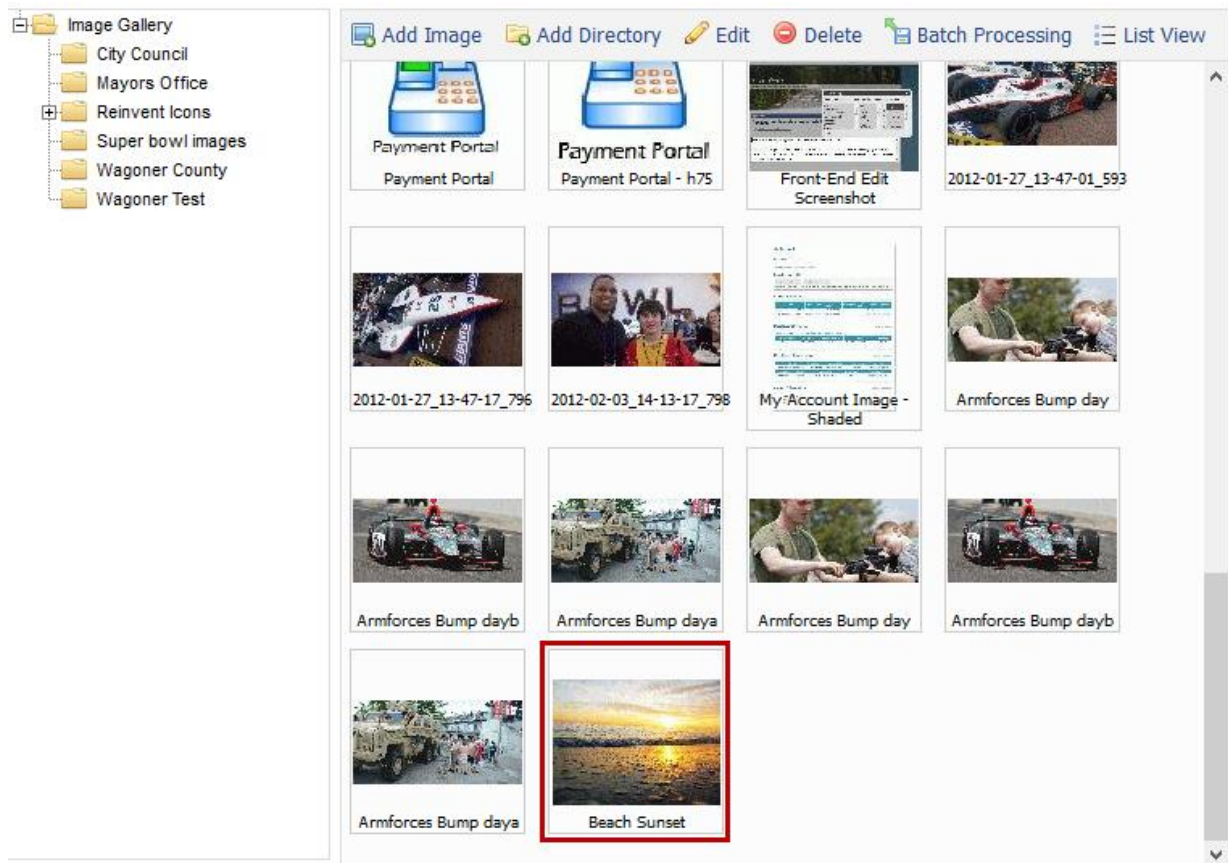 Image Gallery
City Council
Mayors Office
Reinvent Icons
Super bowl images
Wagoner County
Wagoner Test
Add Image Add Directory Edit Delete Batch Processing List View
Payment Portal Payment Portal
Payment Portal Payment Portal - h75 Front-End Edit 2012-01-27_13-47-01_593
Screenshot
BOWL
2012-01-27_13-47-17_796 2012-02-03_14-13-17_798 My Account Image - Armforces Bump day
Shaded
Armforces Bump dayb Armforces Bump daya Armforces Bump day Armforces Bump dayb
Armforces Bump daya Beach Sunset